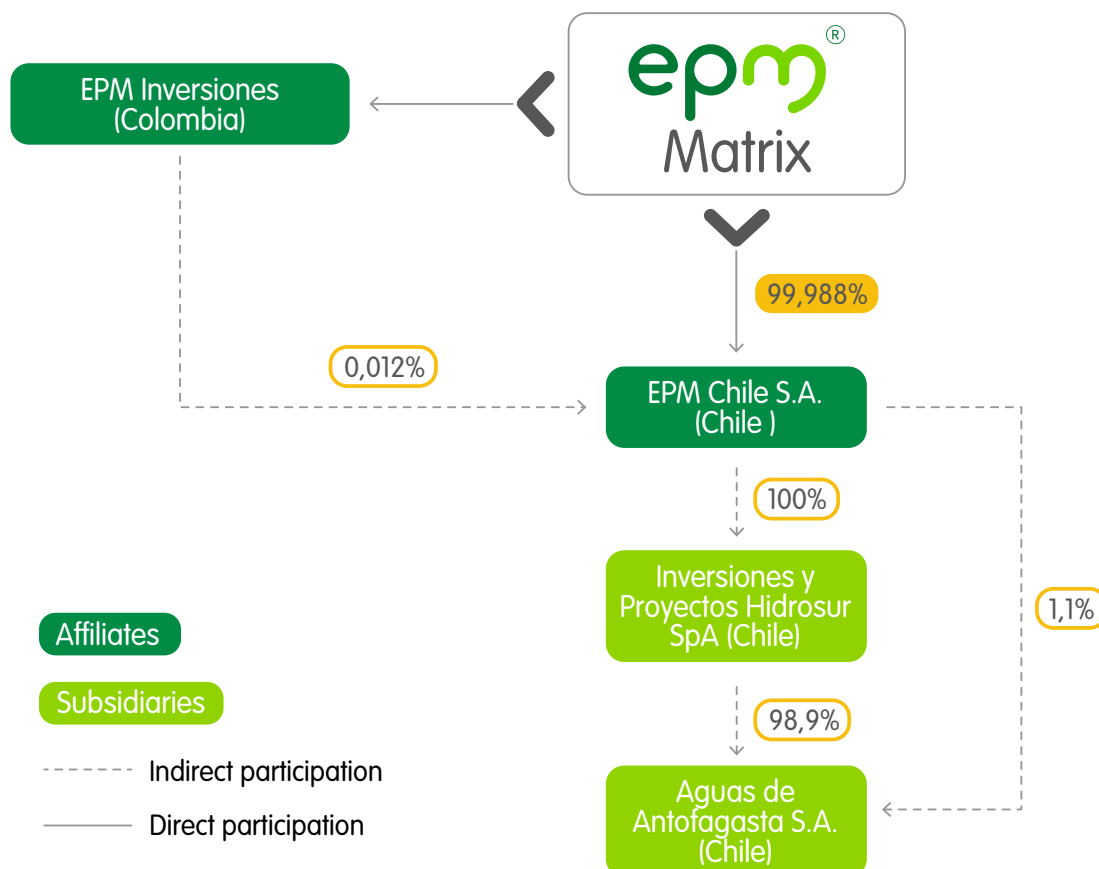 epm®
Matrix
EPM Inversiones
(Colombia)
99,988%
0,012%
EPM Chile S.A.
(Chile )
100%
Inversiones y
Proyectos Hidrosur
SpA (Chile)
1,1%
98,9%
Aguas de
Antofagasta S.A.
(Chile)
Affiliates
Subsidiaries
Indirect participation
Direct participation